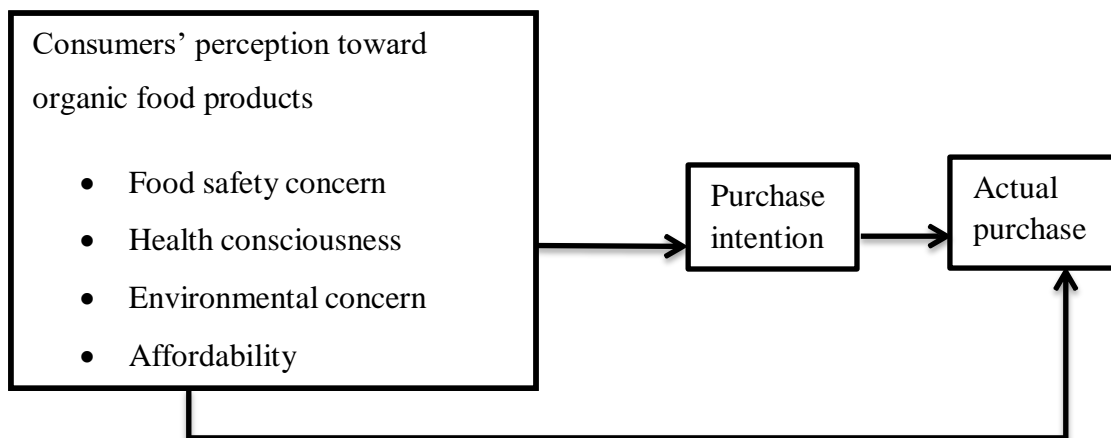 Consumers’ perception toward
organic food products
• Food safety concern
• Health consciousness
• Environmental concern
• Affordability
Purchase
intention
Actual
purchase